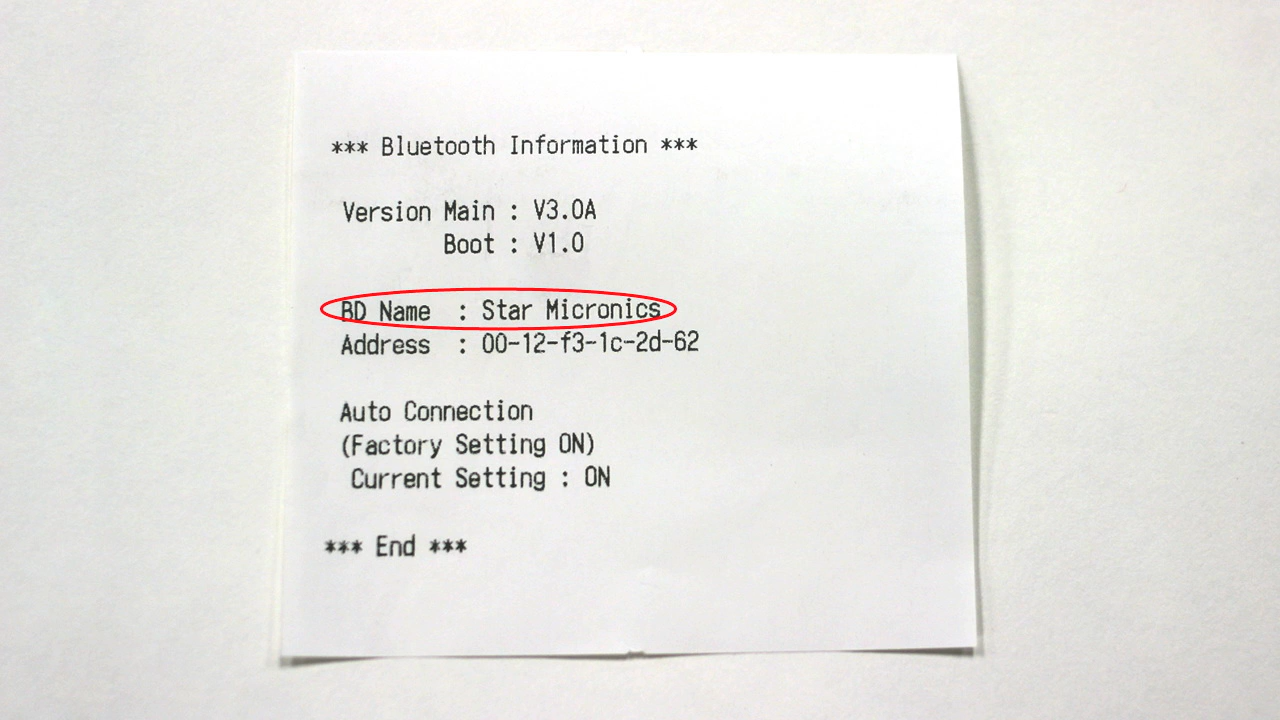 *** Bluetooth Information ***
Version Main : V3.0A
Boot : V1.0
BD Name : Star Micronics
Address : 00-12-f3-1c-2d-62
Auto Connection
(Factory Setting ON)
Current Setting : ON
*** End ***